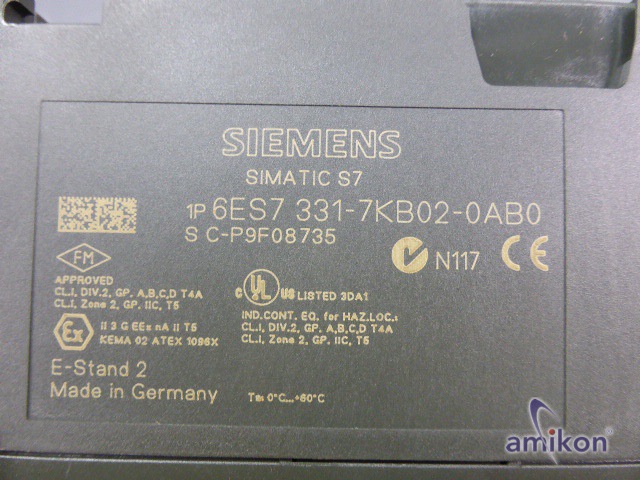 SIEMENS
SIMATIC S7
1P 6ES7 331-7KB02-0AB0
S C-P9F08735
FM
APPROVED
CL.I, DIV.2, GP. A,B,C,D T4A
CL.I, Zone 2, GP. IIC, T5
N117 CE
C UL US LISTED 3DA1
IND.CONT. EQ. for HAZ.LOC.:
CL.I, DIV.2, GP. A,B,C,D T4A
CL.I, Zone 2, GP. IIC, T5
Ex II 3 G EEx nA II T5
KEMA 02 ATEX 1096X
E-Stand 2
Made in Germany
Ta: 0°C...+60°C
amikon